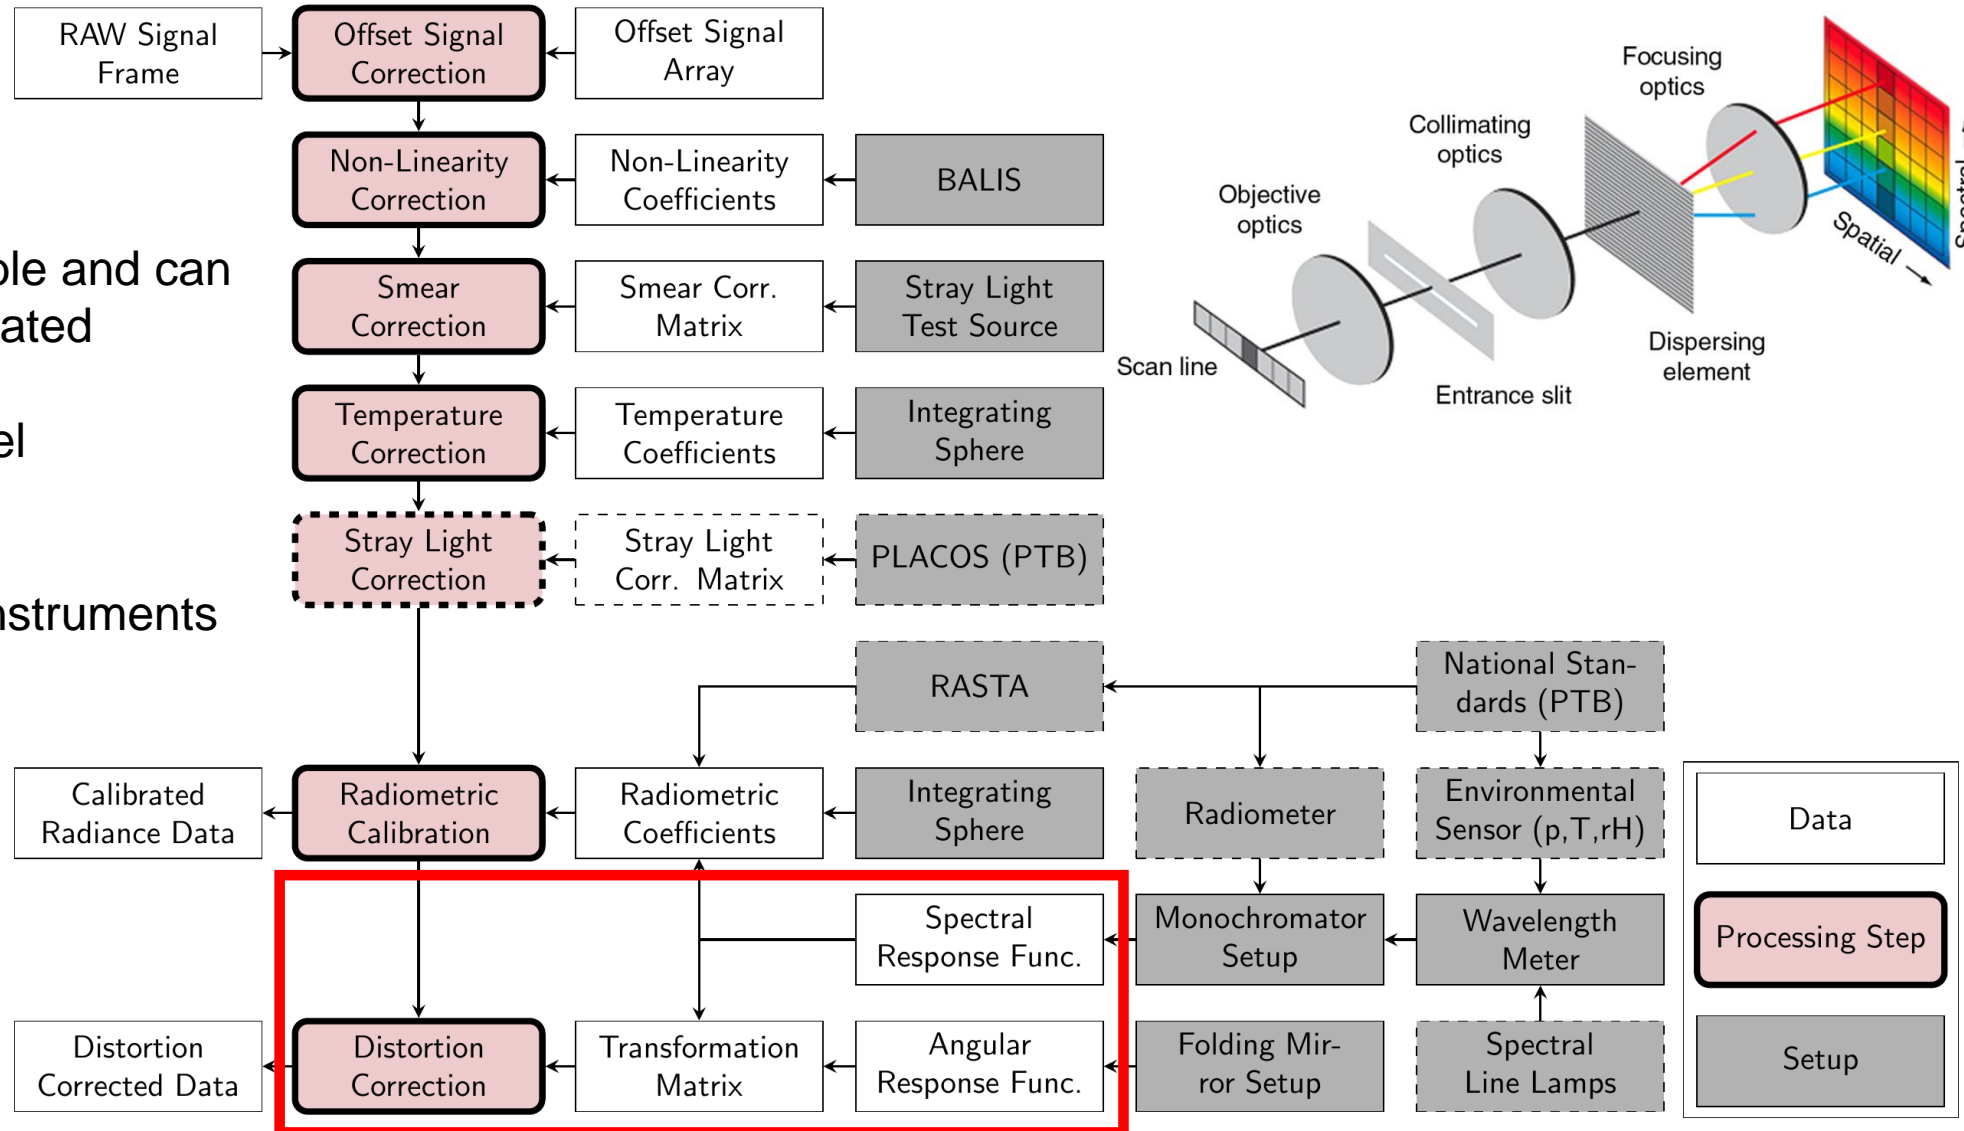 RAW Signal
Frame
Offset Signal
Correction
Offset Signal
Array
Non-Linearity
Correction
Non-Linearity
Coefficients
BALIS
ole and can
ated
Smear
Correction
Smear Corr.
Matrix
Stray Light
Test Source
el
Temperature
Correction
Temperature
Coefficients
Integrating
Sphere
Stray Light
Correction
Stray Light
Corr. Matrix
PLACOS (PTB)
nstruments
RASTA
National Stan-
dards (PTB)
Calibrated
Radiance Data
Radiometric
Calibration
Radiometric
Coefficients
Integrating
Sphere
Radiometer
Environmental
Sensor (p,T,rH)
Spectral
Response Func.
Monochromator
Setup
Wavelength
Meter
Distortion
Corrected Data
Distortion
Correction
Transformation
Matrix
Angular
Response Func.
Folding Mir-
ror Setup
Spectral
Line Lamps
Data
Processing Step
Setup
Scan line
Objective
optics
Entrance slit
Collimating
optics
Dispersing
element
Focusing
optics
Spatial
Spectral